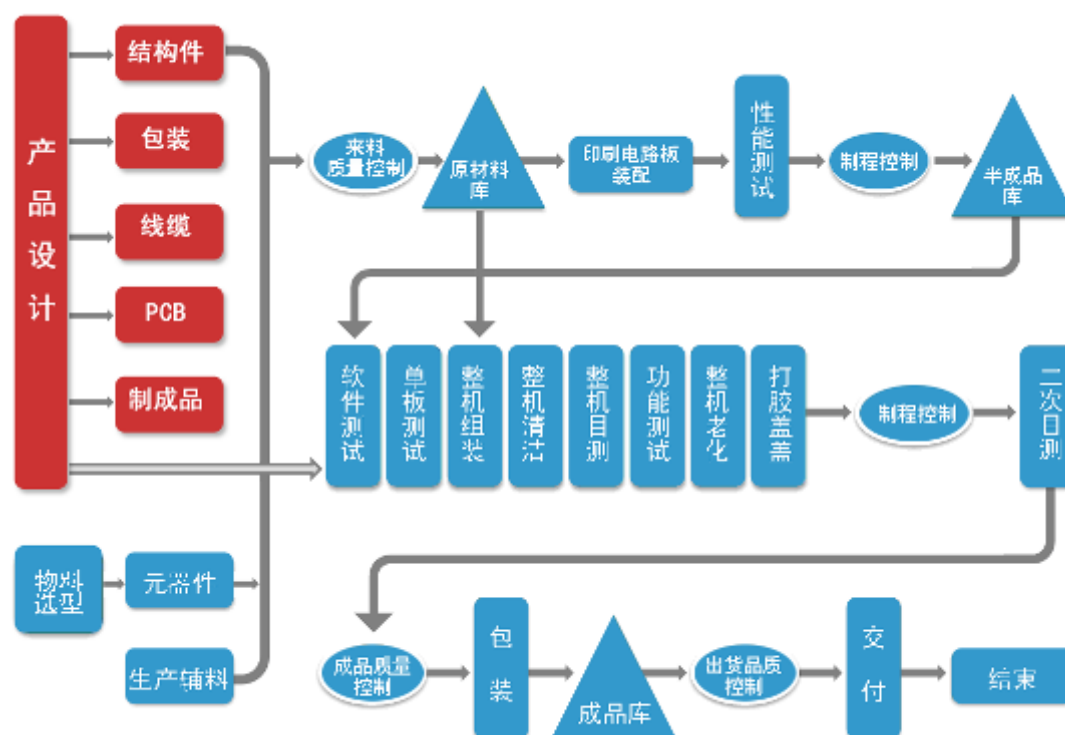 产品设计
结构件
包装
线缆
PCB
制成品
物料
选型
元器件
生产辅料
来料
质量控制
原材料
库
印刷电路板
装配
性能测试
制程控制
半成品
库
软件测试
单板测试
整机组装
整机清洁
整机目测
功能测试
整机老化
打胶盖盖
制程控制
二次目测
成品质量
控制
包装
成品库
出货品质
控制
交付
结束